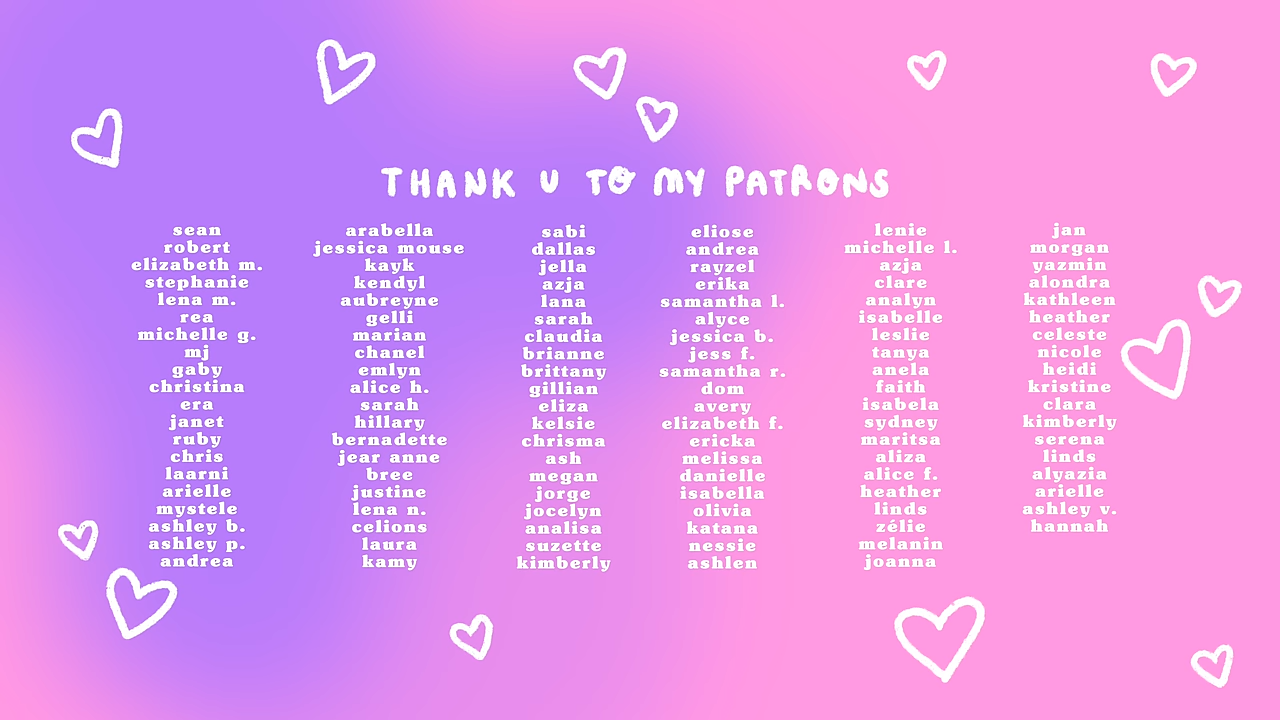 THANK U TO MY PATRONS
sean
robert
elizabeth m.
stephanie
lena m.
rea
michelle g.
mj
gaby
christina
era
janet
ruby
chris
laarni
arielle
mystele
ashley b.
ashley p.
andrea
arabella
jessica mouse
kayk
kendyl
aubreyne
gelli
marian
chanel
emlyn
alice h.
sarah
hillary
bernadette
jear anne
bree
justine
lena n.
celions
laura
kamy
sabi
dallas
jella
azja
lana
sarah
claudia
brianne
brittany
gillian
eliza
kelsie
chrisma
ash
megan
jorge
jocelyn
analisa
suzette
kimberly
eliose
andrea
rayzel
erika
samantha l.
alyce
jessica b.
jess f.
samantha r.
dom
avery
elizabeth f.
ericka
melissa
danielle
isabella
olivia
katana
nessie
ashlen
lenie
michelle l.
azja
clare
analyn
isabelle
leslie
tanya
anela
faith
isabela
sydney
maritsa
aliza
alice f.
heather
linds
zélie
melanin
joanna
jan
morgan
yazmin
alondra
kathleen
heather
celeste
nicole
heidi
kristine
clara
kimberly
serena
linds
alyazia
arielle
ashley v.
hannah